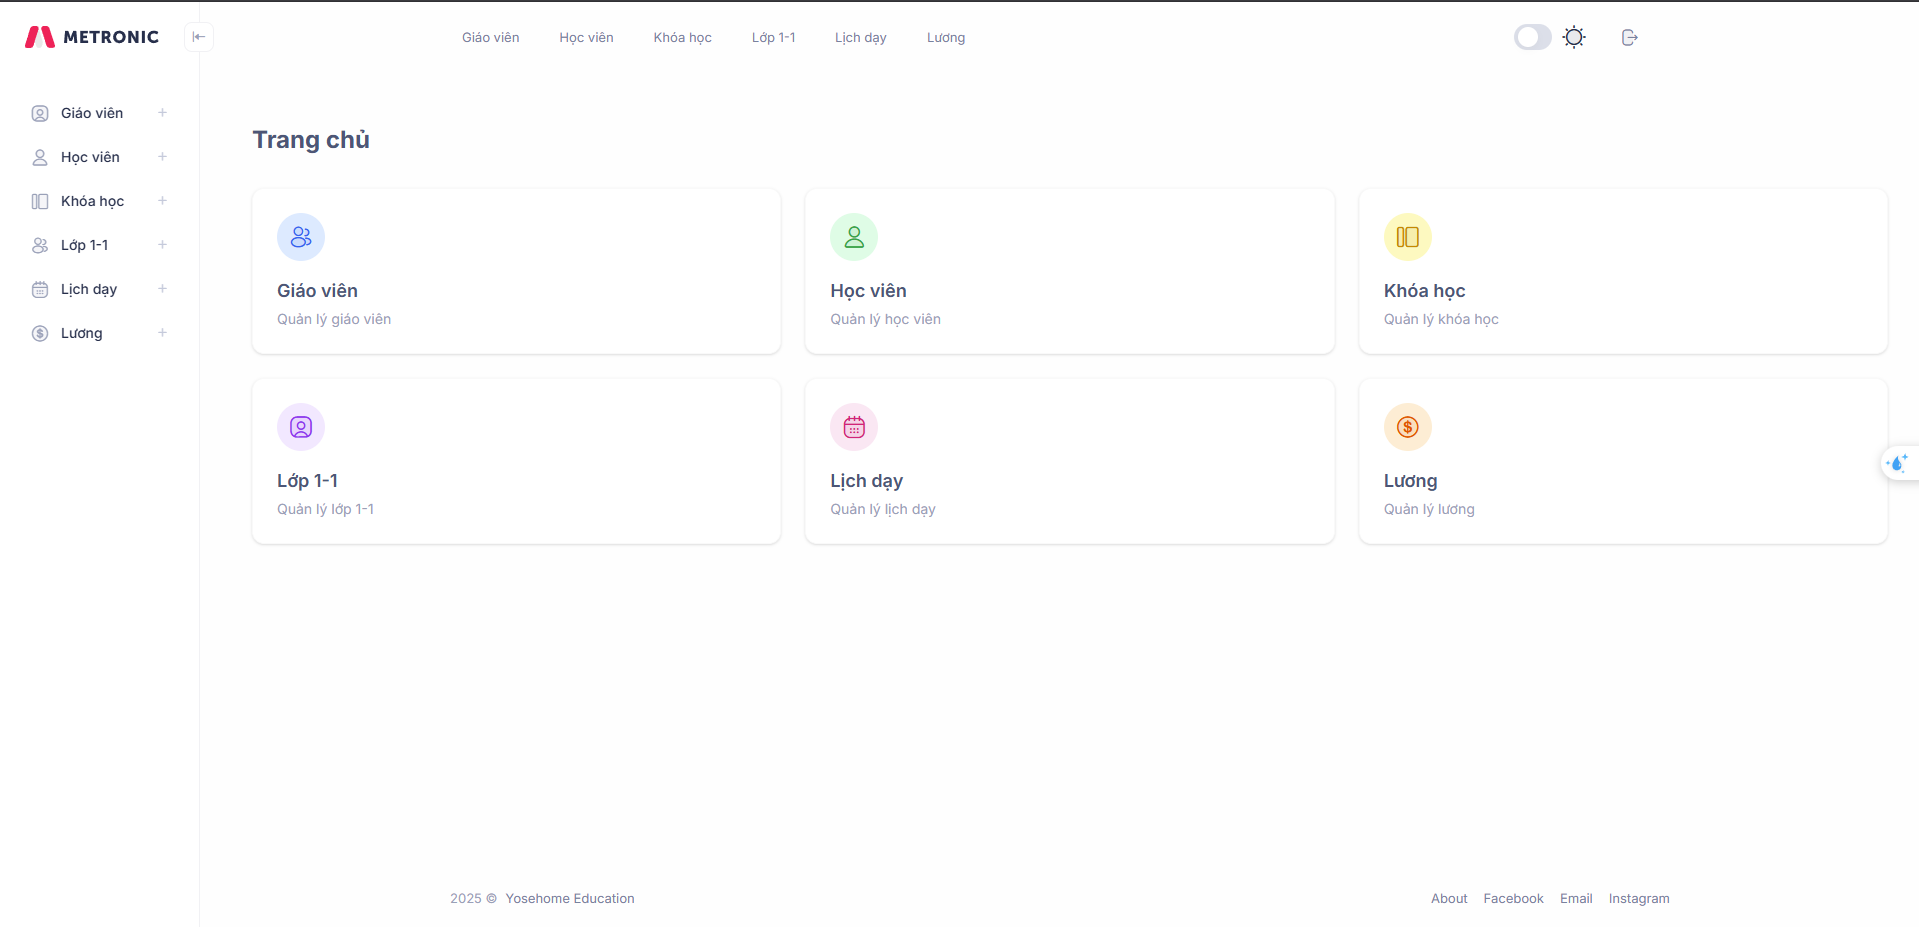 METRONIC
Giáo viên
Học viên
Khóa học
Lớp 1-1
Lịch dạy
Lương
Giáo viên
Học viên
Khóa học
Lớp 1-1
Lịch dạy
Lương
Trang chủ
Giáo viên
Quản lý giáo viên
Học viên
Quản lý học viên
Khóa học
Quản lý khóa học
Lớp 1-1
Quản lý lớp 1-1
Lịch dạy
Quản lý lịch dạy
Lương
Quản lý lương
2025 © Yosehome Education
About Facebook Email Instagram